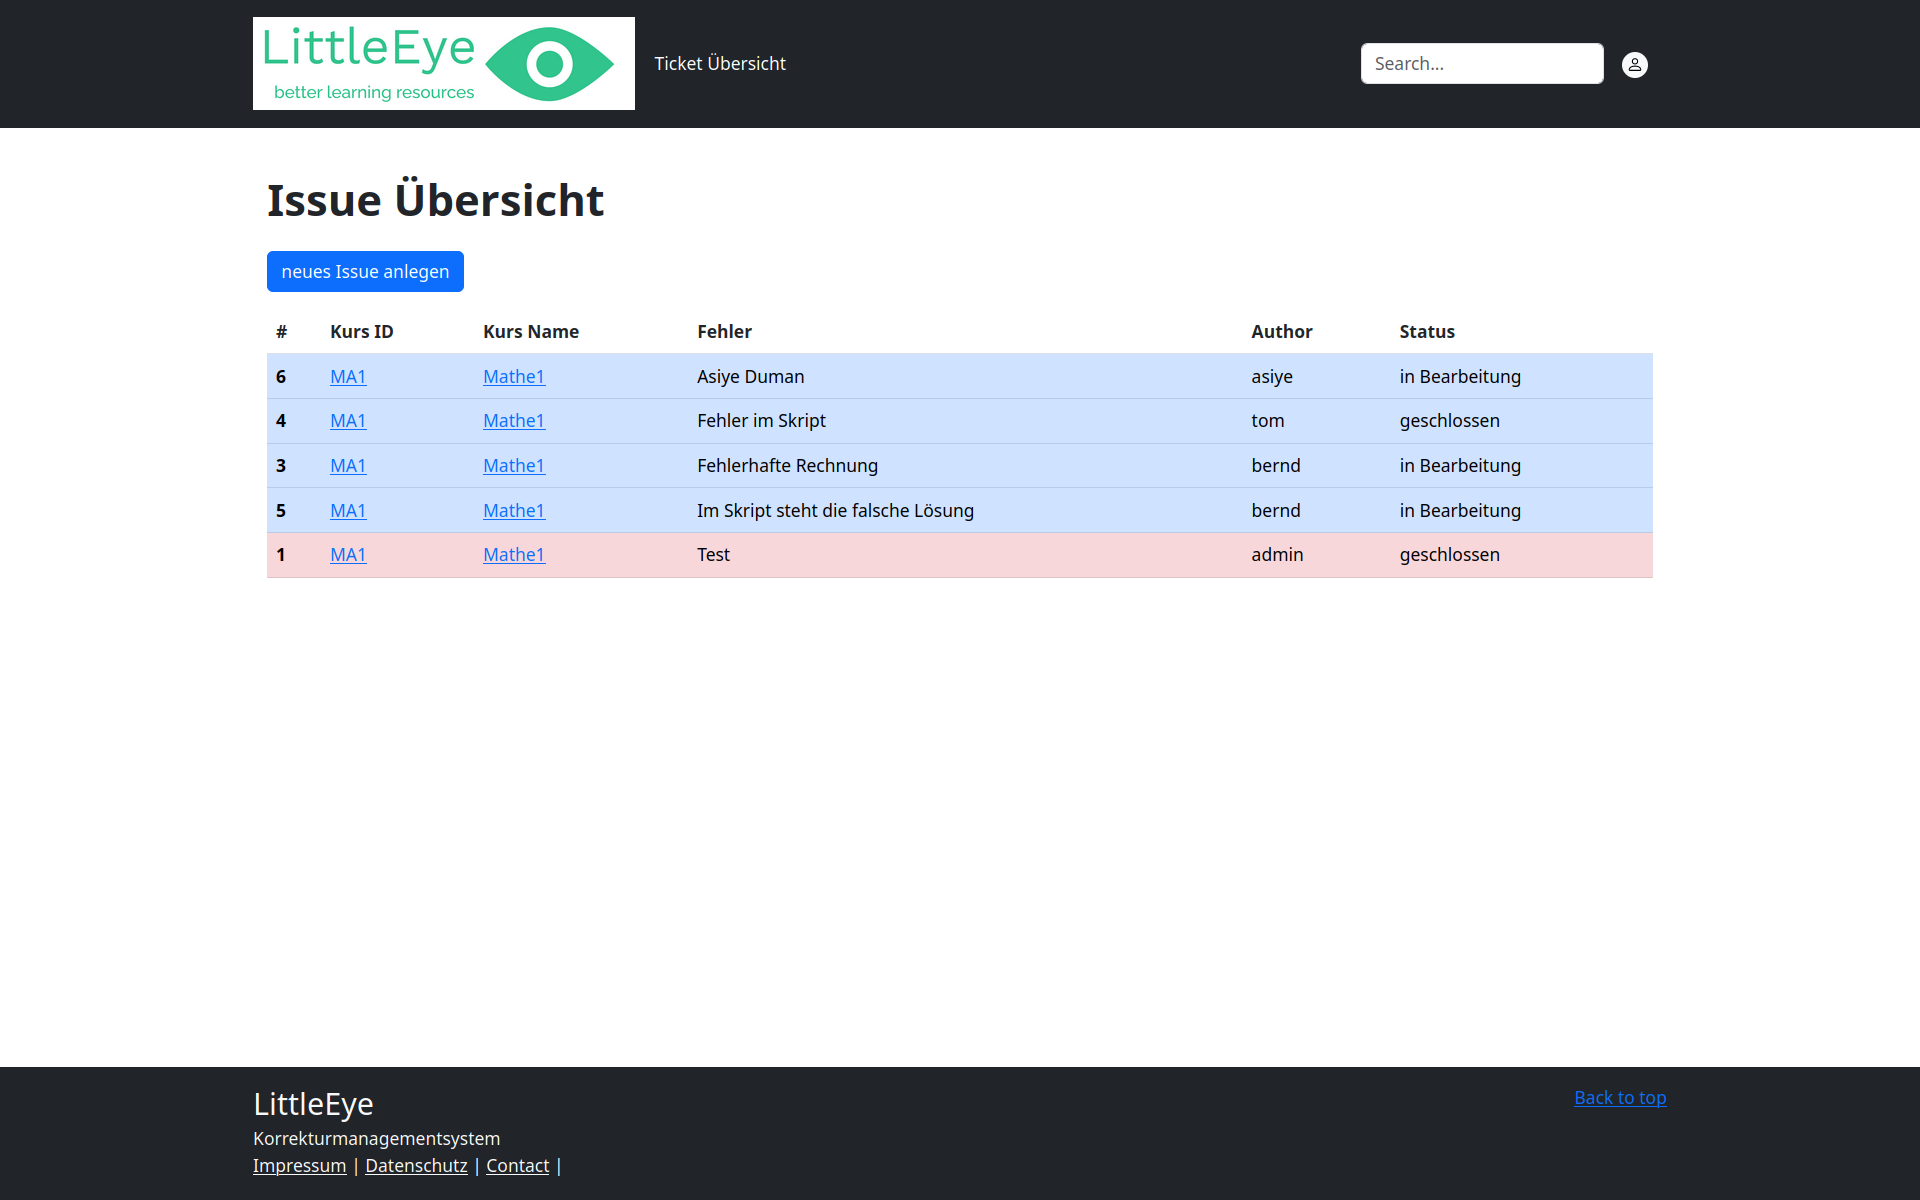 LittleEye
better learning resources
Ticket Übersicht
Search...
Issue Übersicht
neues Issue anlegen
# Kurs ID Kurs Name Fehler Author Status
6 MA1 Mathe1 Asiye Duman asiye in Bearbeitung
4 MA1 Mathe1 Fehler im Skript tom geschlossen
3 MA1 Mathe1 Fehlerhafte Rechnung bernd in Bearbeitung
5 MA1 Mathe1 Im Skript steht die falsche Lösung bernd in Bearbeitung
1 MA1 Mathe1 Test admin geschlossen
LittleEye
Back to top
Korrekturmanagementsystem
Impressum | Datenschutz | Contact |